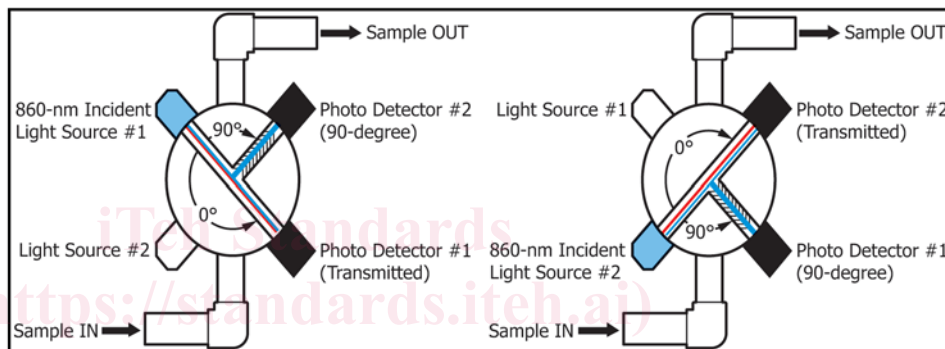 Sample OUT
860-nm Incident
Light Source #1
90°
Photo Detector #2
(90-degree)
0°
Light Source #2
Photo Detector #1
(Transmitted)
Sample IN
Sample OUT
Light Source #1
Photo Detector #2
(Transmitted)
0°
90°
860-nm Incident
Light Source #2
Photo Detector #1
(90-degree)
Sample IN
iTeh Standards
https://standards.iteh.ai)